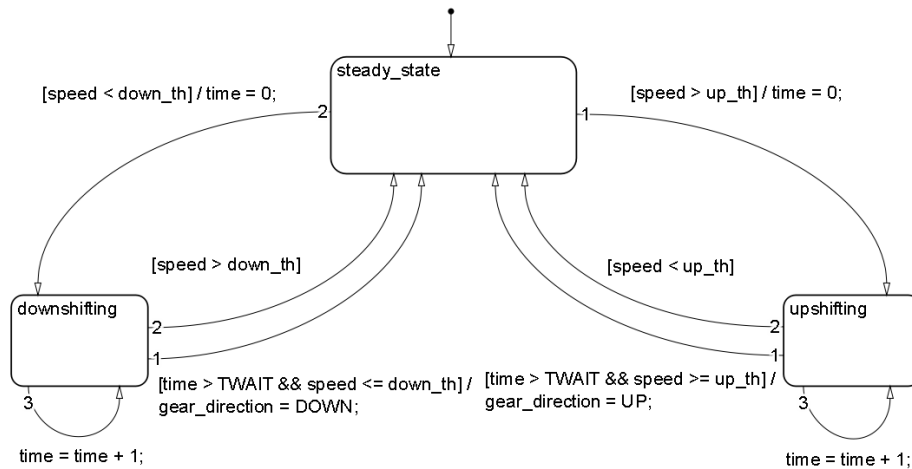 steady_state
[speed < down_th] / time = 0;
[speed > up_th] / time = 0;
2
1
[speed > down_th]
[speed < up_th]
downshifting
upshifting
2
2
1
1
[time > TWAIT && speed <= down_th] /
gear_direction = DOWN;
[time > TWAIT && speed >= up_th] /
gear_direction = UP;
3
3
time = time + 1;
time = time + 1;